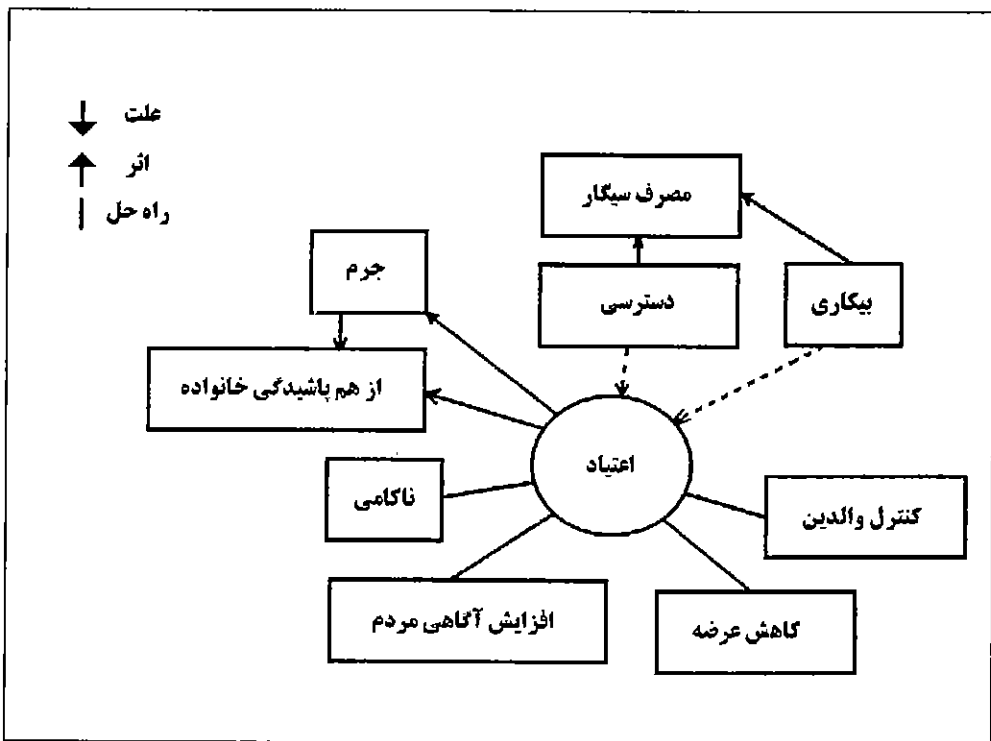 علت
اثر
راه حل
مصرف سیگار
جرم
دسترسی
بیکاری
از هم پاشیدگی خانواده
اعتیاد
ناکامی
کنترل والدین
افزایش آگاهی مردم
کاهش عرضه